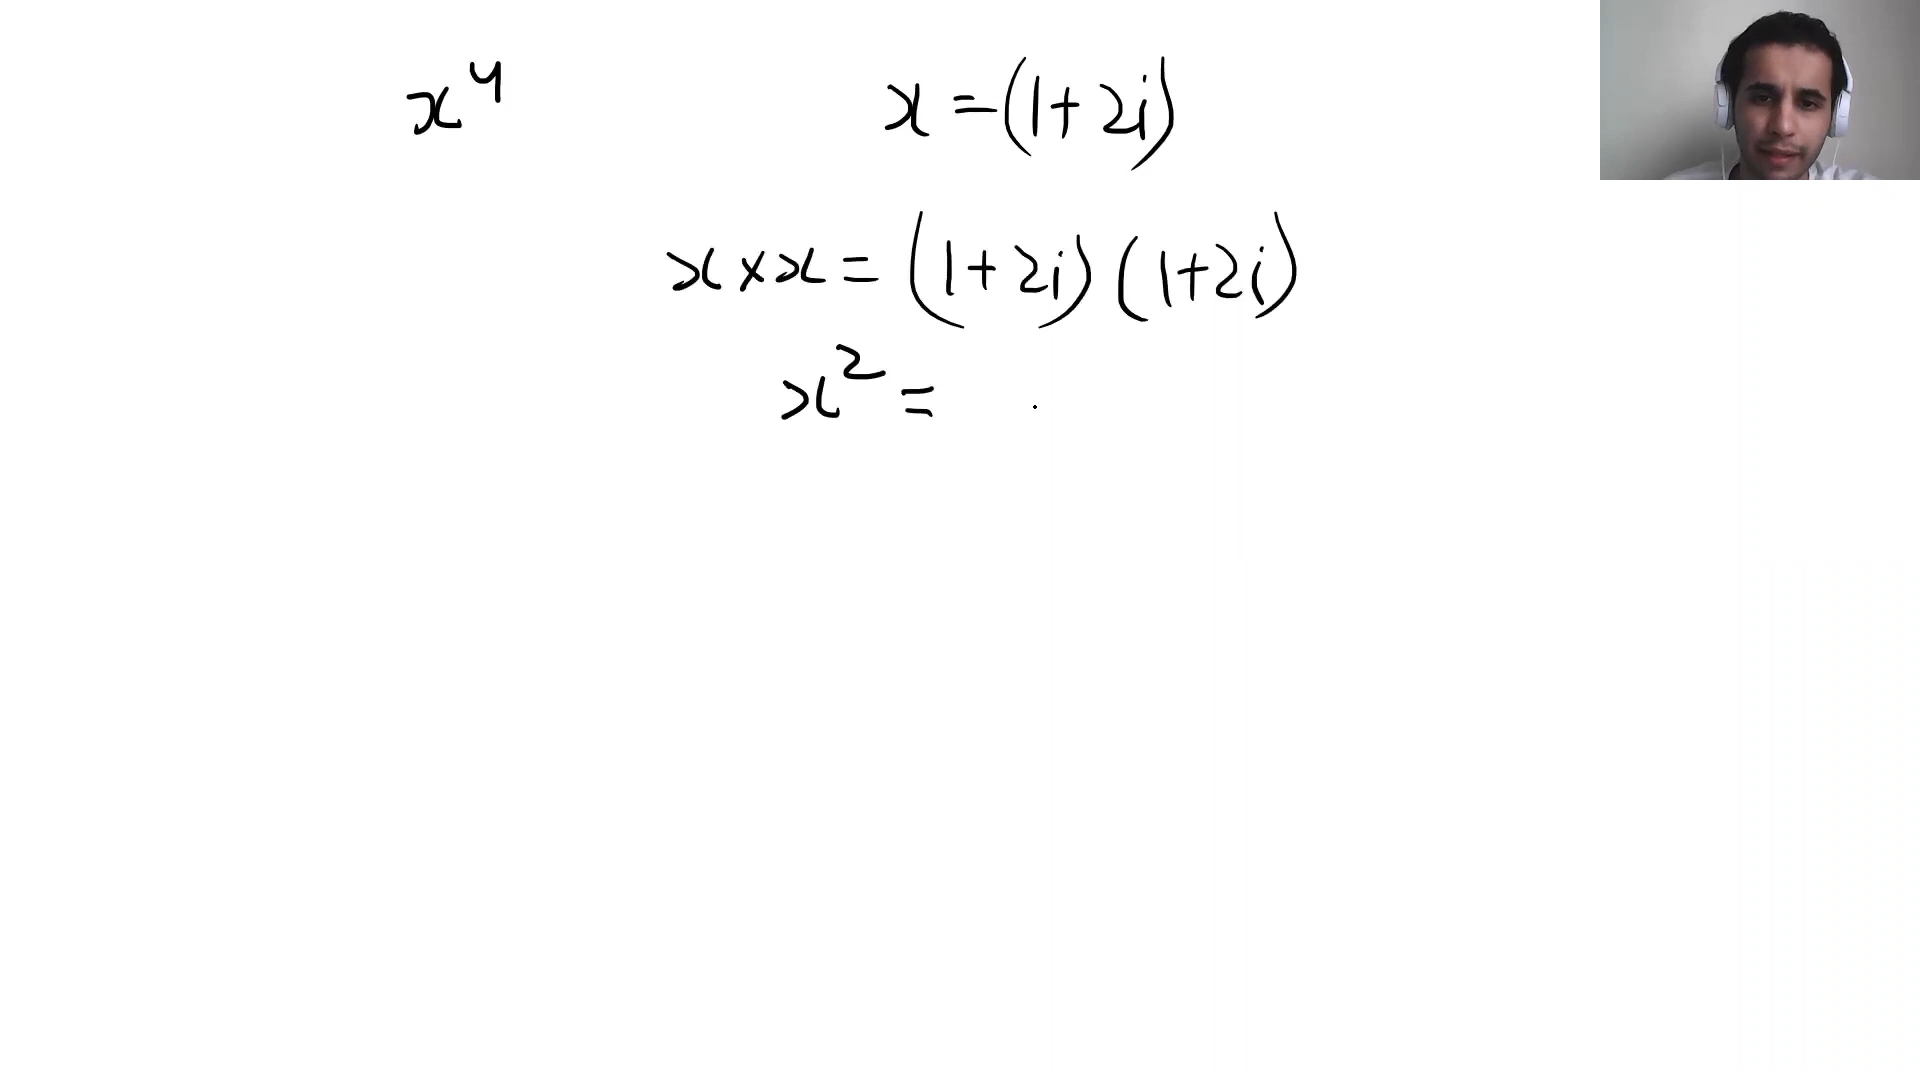 x⁴
x = (1 + 2i)
x × x = (1 + 2i) (1 + 2i)
x² =